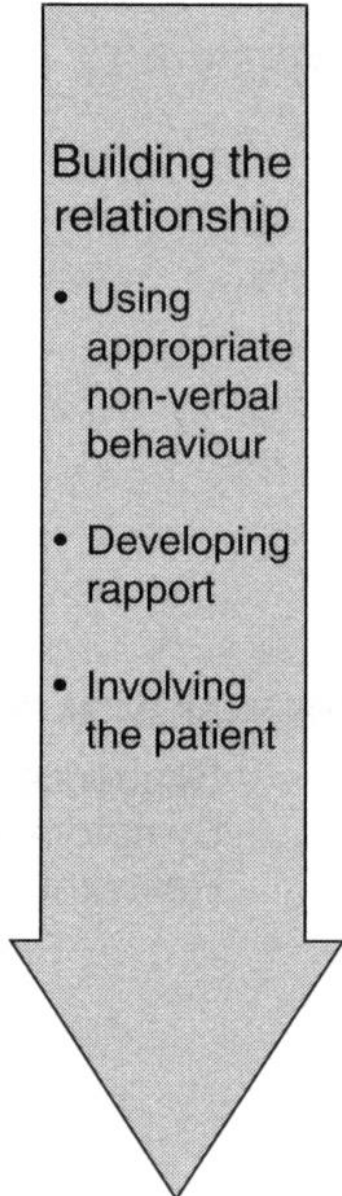 Building the
relationship
• Using
appropriate
non-verbal
behaviour
• Developing
rapport
• Involving
the patient